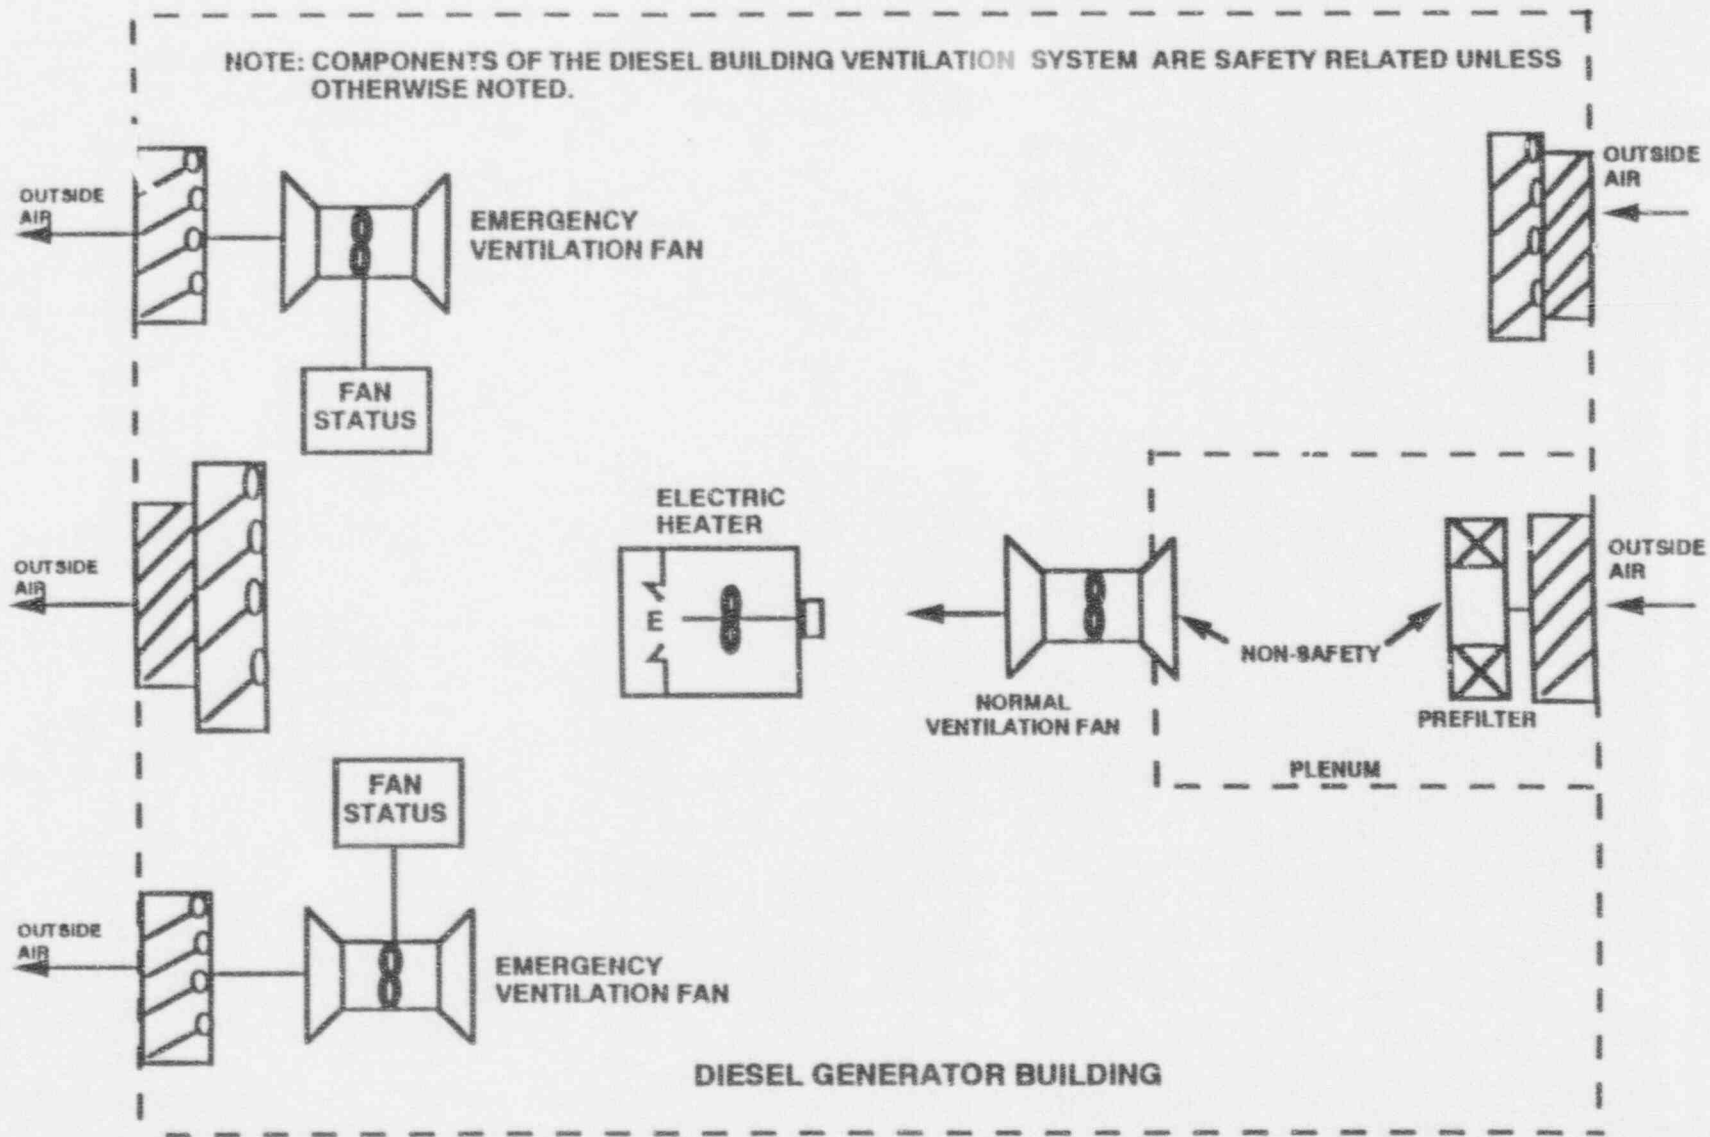 NOTE: COMPONENTS OF THE DIESEL BUILDING VENTILATION SYSTEM ARE SAFETY RELATED UNLESS
OTHERWISE NOTED.
OUTSIDE
AIR
EMERGENCY
VENTILATION FAN
FAN
STATUS
OUTSIDE
AIR
OUTSIDE
AIR
ELECTRIC
HEATER
E
NORMAL
VENTILATION FAN
NON-SAFETY
PREFILTER
OUTSIDE
AIR
PLENUM
FAN
STATUS
OUTSIDE
AIR
EMERGENCY
VENTILATION FAN
DIESEL GENERATOR BUILDING